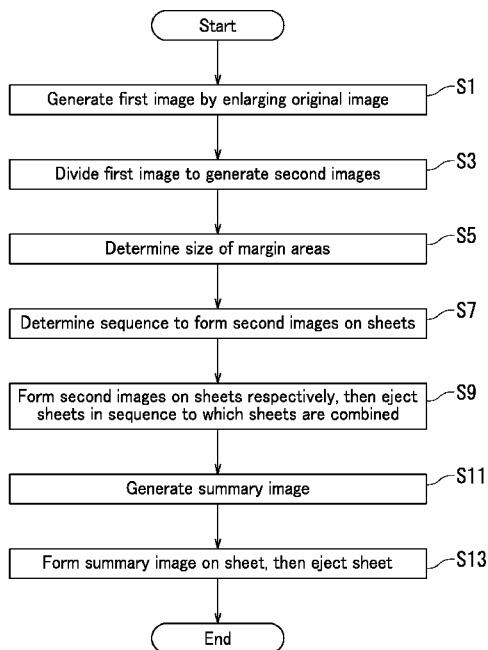 Start
Generate first image by enlarging original image
S1
Divide first image to generate second images
S3
Determine size of margin areas
S5
Determine sequence to form second images on sheets
S7
Form second images on sheets respectively, then eject
sheets in sequence to which sheets are combined
S9
Generate summary image
S11
Form summary image on sheet, then eject sheet
S13
End